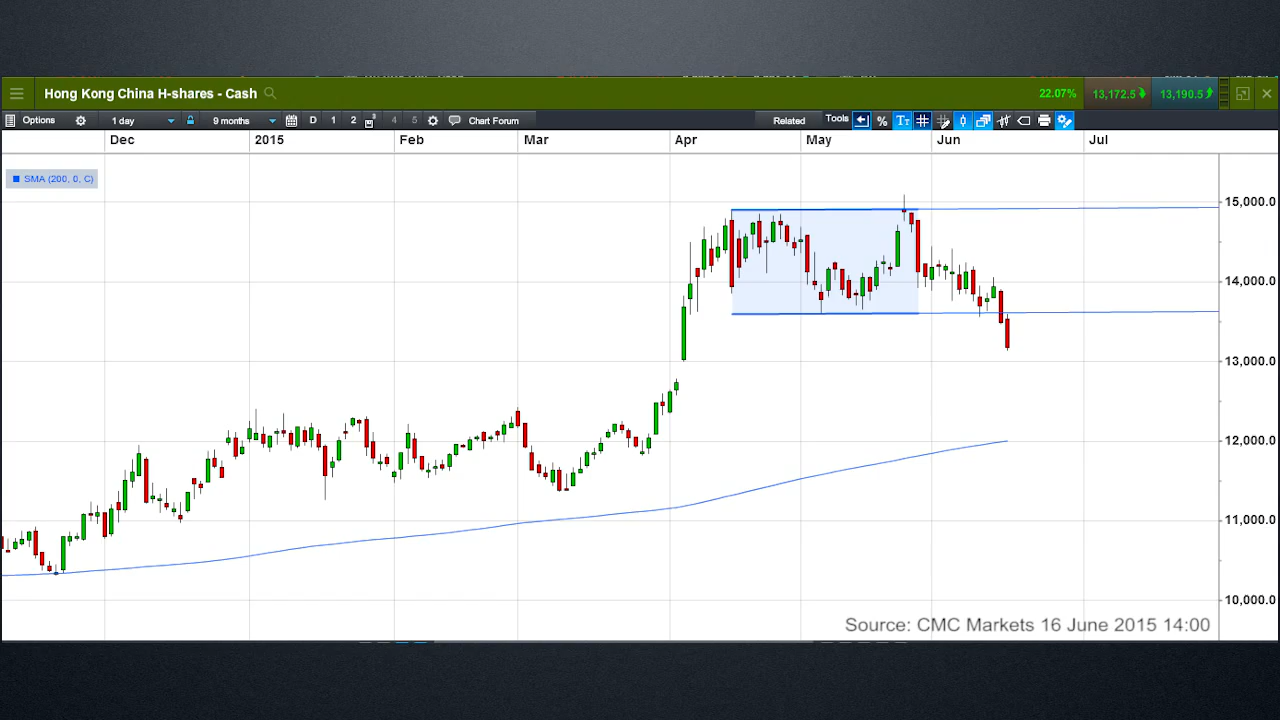 Hong Kong China H-shares - Cash 22.07% 13,172.5 13,190.5
Options 1 day 9 months D 1 2 3 4 5 Chart Forum Related Tools % Tт
Dec 2015 Feb Mar Apr May Jun Jul
SMA (200, 0, C)
15,000.0
14,000.0
13,000.0
12,000.0
11,000.0
10,000.0
Source: CMC Markets 16 June 2015 14:00